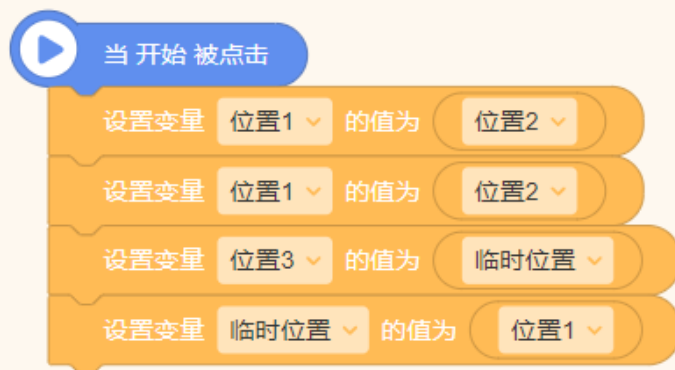 当 开始 被点击
设置变量 位置1 的值为 位置2
设置变量 位置1 的值为 位置2
设置变量 位置3 的值为 临时位置
设置变量 临时位置 的值为 位置1